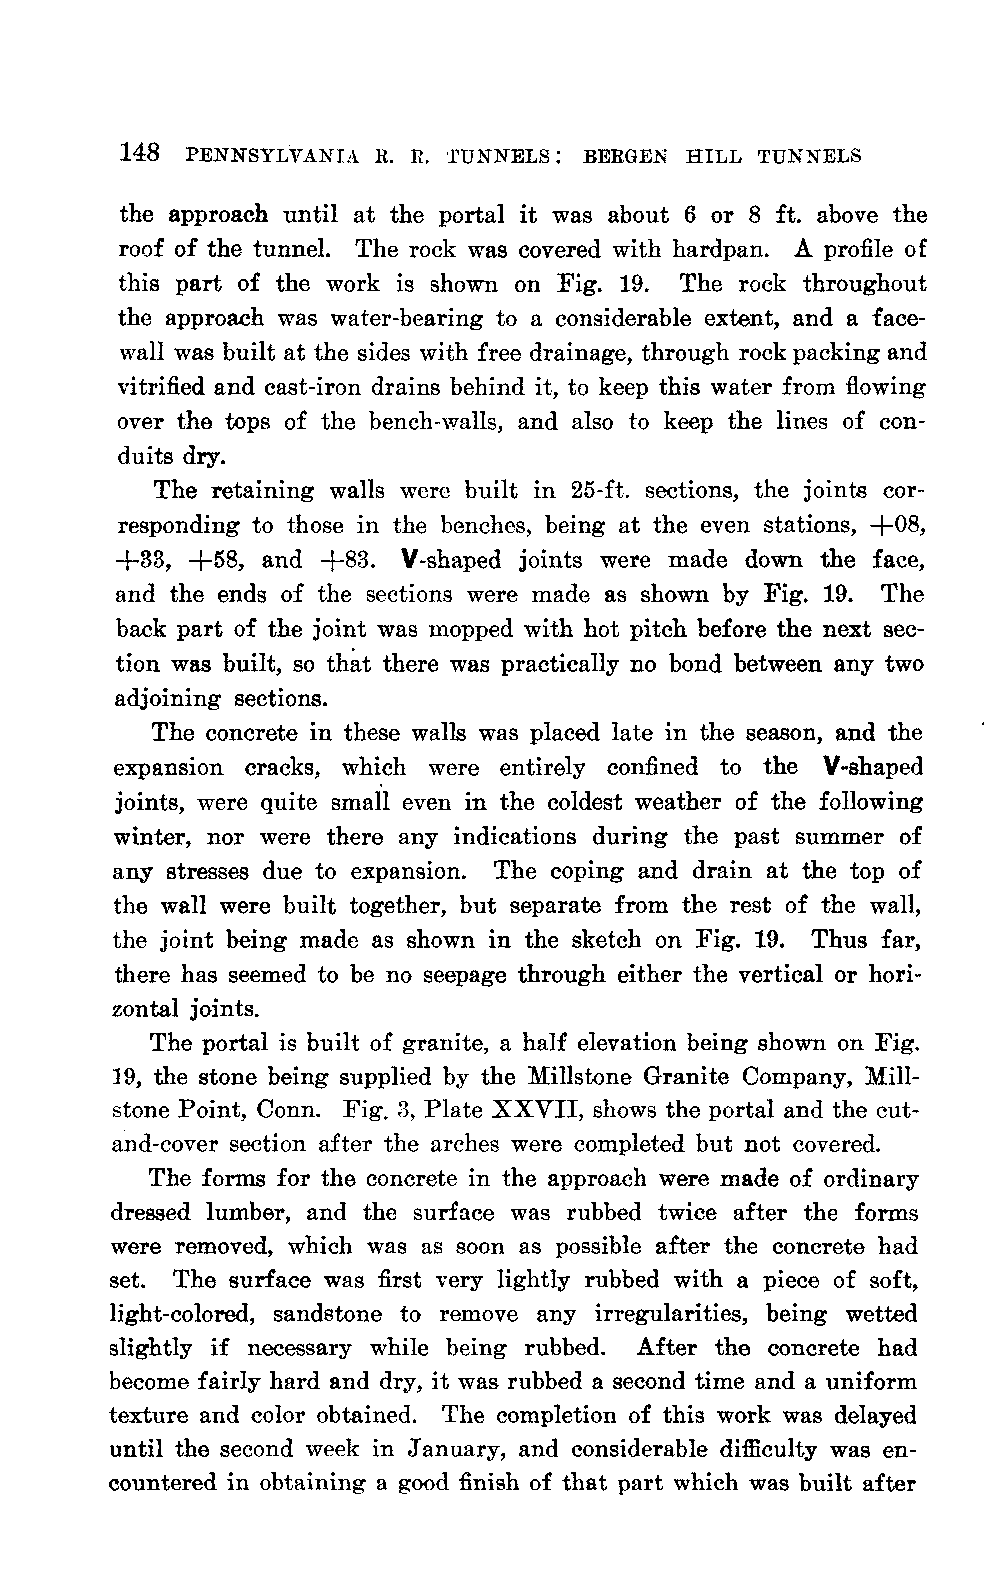 148 PENNSYLVANIA R. R. TUNNELS: BERGEN HILL TUNNELS
the approach until at the portal it was about 6 or 8 ft. above the
roof of the tunnel. The rock was covered with hardpan. A profile of
this part of the work is shown on Fig. 19. The rock throughout
the approach was water-bearing to a considerable extent, and a face-
wall was built at the sides with free drainage, through rock packing and
vitrified and cast-iron drains behind it, to keep this water from flowing
over the tops of the bench-walls, and also to keep the lines of con-
duits dry.
The retaining walls were built in 25-ft. sections, the joints cor-
responding to those in the benches, being at the even stations, +08,
+33, +58, and +83. V-shaped joints were made down the face,
and the ends of the sections were made as shown by Fig. 19. The
back part of the joint was mopped with hot pitch before the next sec-
tion was built, so that there was practically no bond between any two
adjoining sections.
The concrete in these walls was placed late in the season, and the
expansion cracks, which were entirely confined to the V-shaped
joints, were quite small even in the coldest weather of the following
winter, nor were there any indications during the past summer of
any stresses due to expansion. The coping and drain at the top of
the wall were built together, but separate from the rest of the wall,
the joint being made as shown in the sketch on Fig. 19. Thus far,
there has seemed to be no seepage through either the vertical or hori-
zontal joints.
The portal is built of granite, a half elevation being shown on Fig.
19, the stone being supplied by the Millstone Granite Company, Mill-
stone Point, Conn. Fig. 3, Plate XXVII, shows the portal and the cut-
and-cover section after the arches were completed but not covered.
The forms for the concrete in the approach were made of ordinary
dressed lumber, and the surface was rubbed twice after the forms
were removed, which was as soon as possible after the concrete had
set. The surface was first very lightly rubbed with a piece of soft,
light-colored, sandstone to remove any irregularities, being wetted
slightly if necessary while being rubbed. After the concrete had
become fairly hard and dry, it was rubbed a second time and a uniform
texture and color obtained. The completion of this work was delayed
until the second week in January, and considerable difficulty was en-
countered in obtaining a good finish of that part which was built after